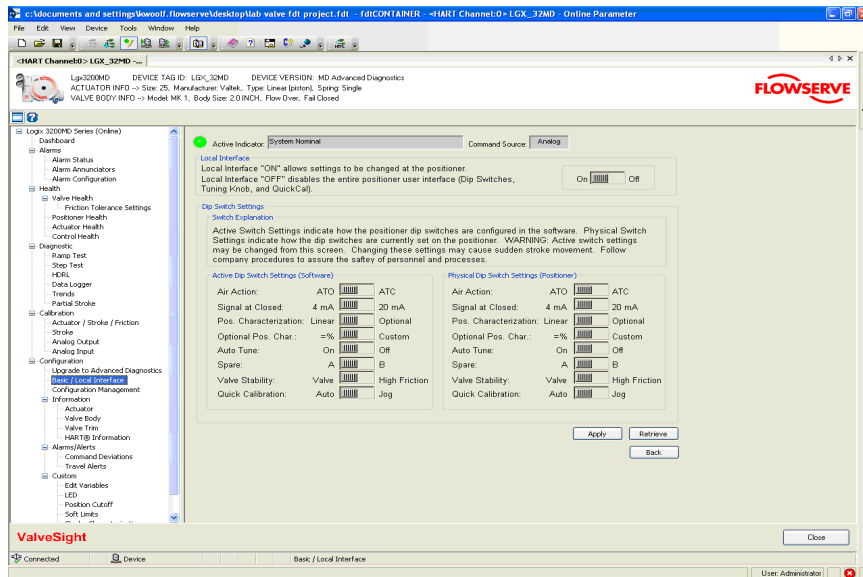 c:\documents and settings\kwoolf.flowserve\desktop\lab valve fdt project.fdt - fdtCONTAINER - <HART Channel:0> LGX_32MD - Online Parameter
File Edit View Device Tools Window Help
<HART Channel:0> LGX_32MD -...
Lgx3200MD DEVICE TAG ID: LGX_32MD DEVICE VERSION: MD Advanced Diagnostics
ACTUATOR INFO --> Size: 25, Manufacturer: Valtek, Type: Linear (piston), Spring: Single
VALVE BODY INFO --> Model: MK 1, Body Size: 2.0 INCH, Flow Over, Fail Closed
FLOWSERVE
Logix 3200MD Series (Online)
Dashboard
Alarms
Alarm Status
Alarm Annunciators
Alarm Configuration
Health
Valve Health
Friction Tolerance Settings
Positioner Health
Actuator Health
Control Health
Diagnostic
Ramp Test
Step Test
HDRL
Data Logger
Trends
Partial Stroke
Calibration
Actuator / Stroke / Friction
Stroke
Analog Output
Analog Input
Configuration
Upgrade to Advanced Diagnostics
Basic / Local Interface
Configuration Management
Information
Actuator
Valve Body
Valve Trim
HART® Information
Alarms/Alerts
Command Deviations
Travel Alerts
Custom
Edit Variables
LED
Position Cutoff
Soft Limits
Active Indicator: System Nominal Command Source: Analog
Local Interface
Local Interface "ON" allows settings to be changed at the positioner.
Local Interface "OFF" disables the entire positioner user interface (Dip Switches,
Tuning Knob, and QuickCal).
On Off
Dip Switch Settings
Switch Explanation
Active Switch Settings indicate how the positioner dip switches are configured in the software. Physical Switch
Settings indicate how the dip switches are currently set on the positioner. WARNING: Active switch settings
may be changed from this screen. Changing these settings may cause sudden stroke movement. Follow
company procedures to assure the saftey of personnel and processes.
Active Dip Switch Settings (Software)
Air Action: ATO ATC
Signal at Closed: 4 mA 20 mA
Pos. Characterization: Linear Optional
Optional Pos. Char.: =% Custom
Auto Tune: On Off
Spare: A B
Valve Stability: Valve High Friction
Quick Calibration: Auto Jog
Physical Dip Switch Settings (Positioner)
Air Action: ATO ATC
Signal at Closed: 4 mA 20 mA
Pos. Characterization: Linear Optional
Optional Pos. Char.: =% Custom
Auto Tune: On Off
Spare: A B
Valve Stability: Valve High Friction
Quick Calibration: Auto Jog
Apply Retrieve
Back
ValveSight
Close
Connected Device Basic / Local Interface
User: Administrator